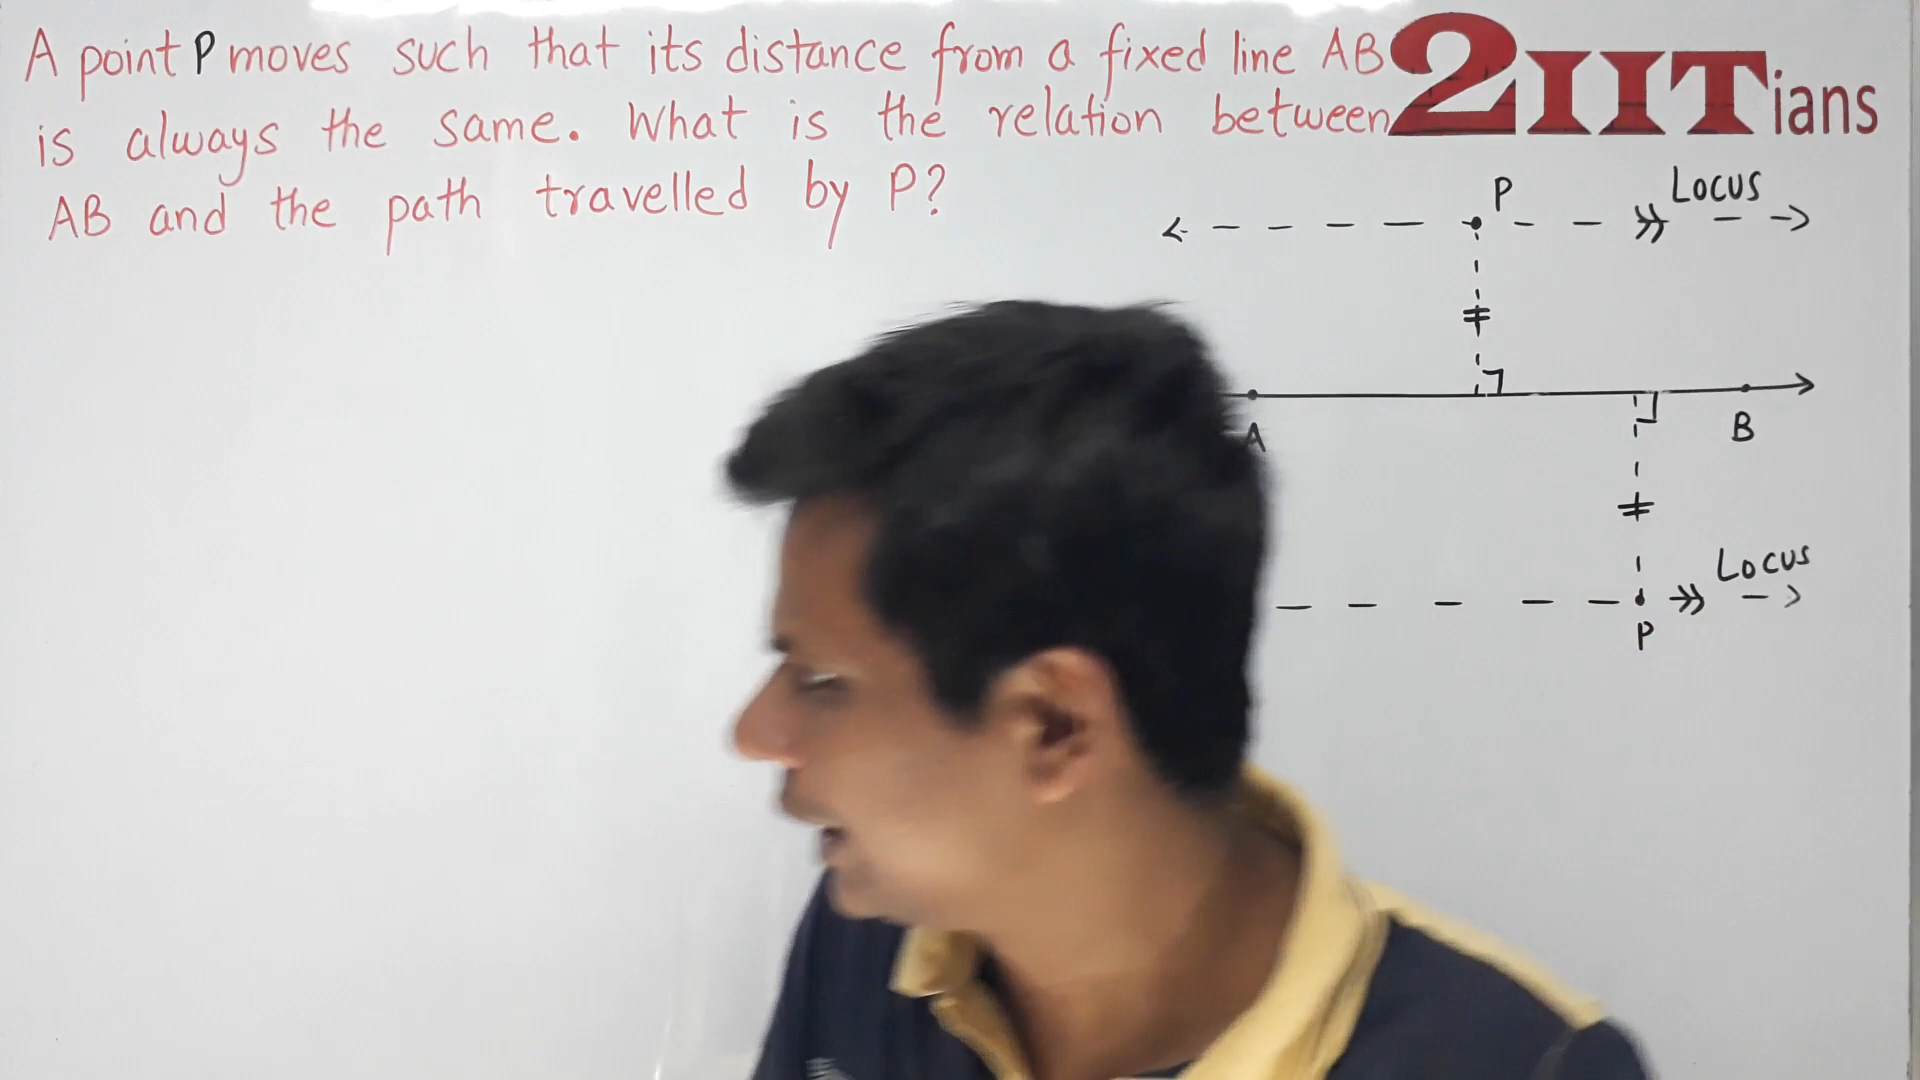 A point P moves such that its distance from a fixed line AB
is always the same. What is the relation between
AB and the path travelled by P?
2IITians
P
Locus
A
B
Locus
P